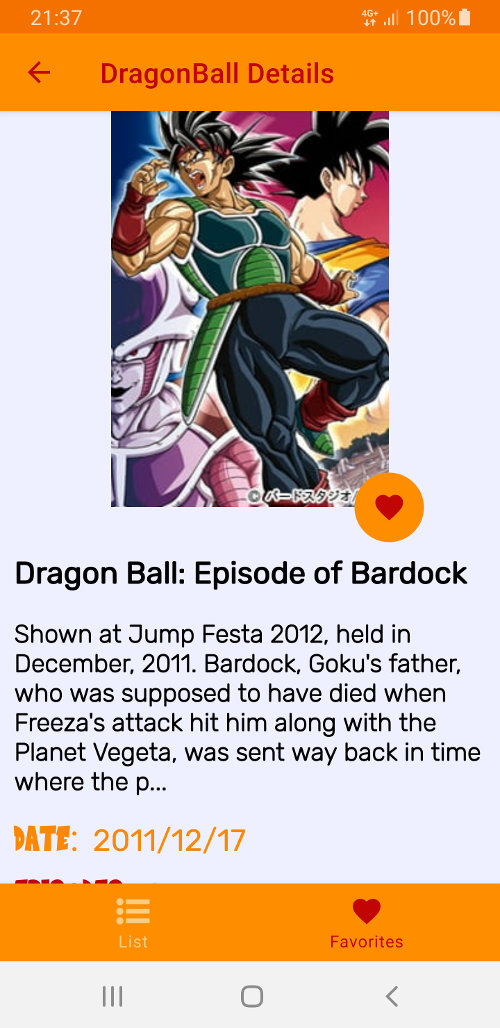 21:37
4G+
100%
DragonBall Details
© バードスタジオ/
Dragon Ball: Episode of Bardock
Shown at Jump Festa 2012, held in
December, 2011. Bardock, Goku's father,
who was supposed to have died when
Freeza's attack hit him along with the
Planet Vegeta, was sent way back in time
where the p...
DATE: 2011/12/17
List
Favorites